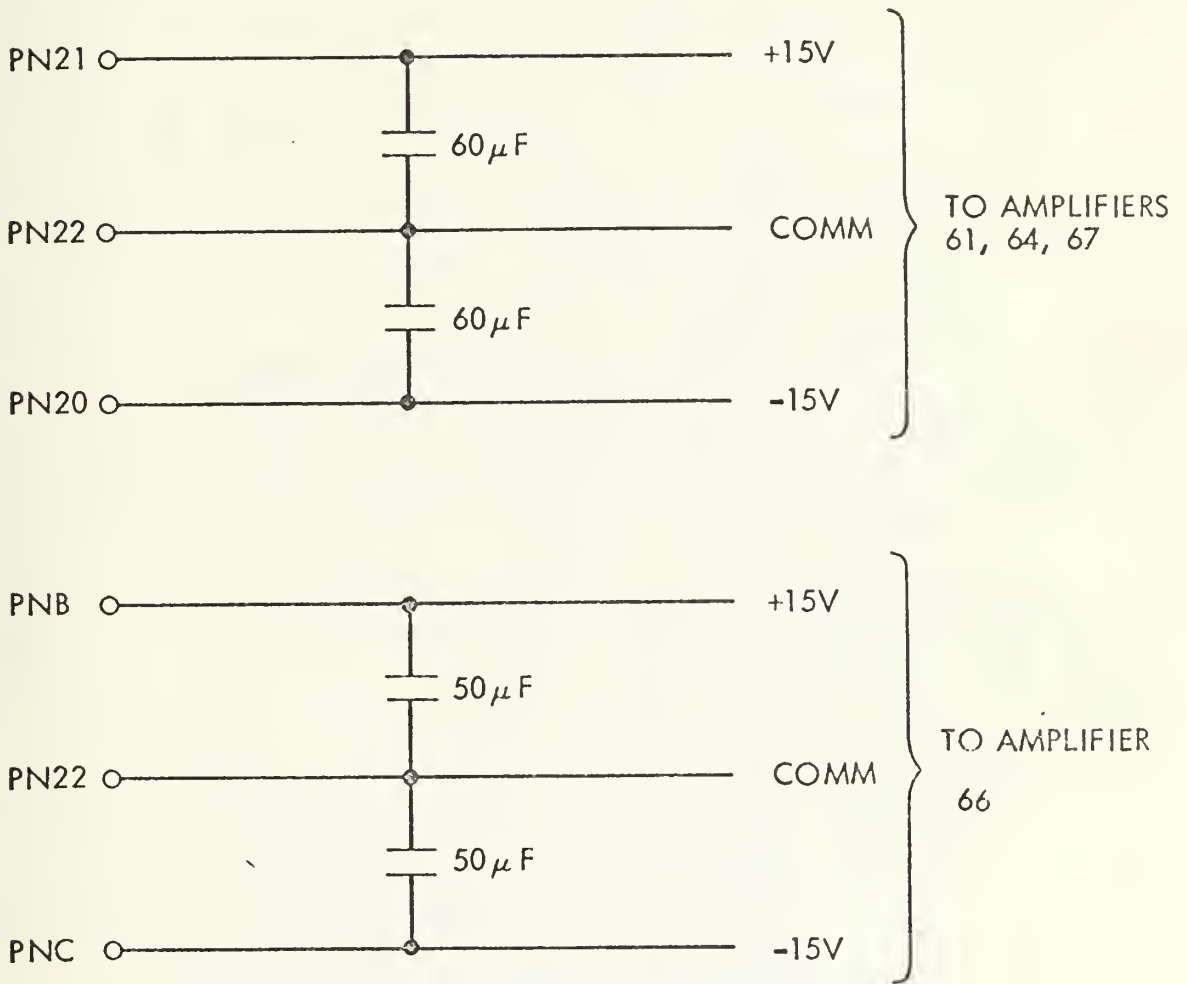 PN21
+15V
60μF
PN22
COMM
TO AMPLIFIERS
61, 64, 67
60μF
PN20
-15V
PNB
+15V
50μF
PN22
COMM
TO AMPLIFIER
66
50μF
PNC
-15V